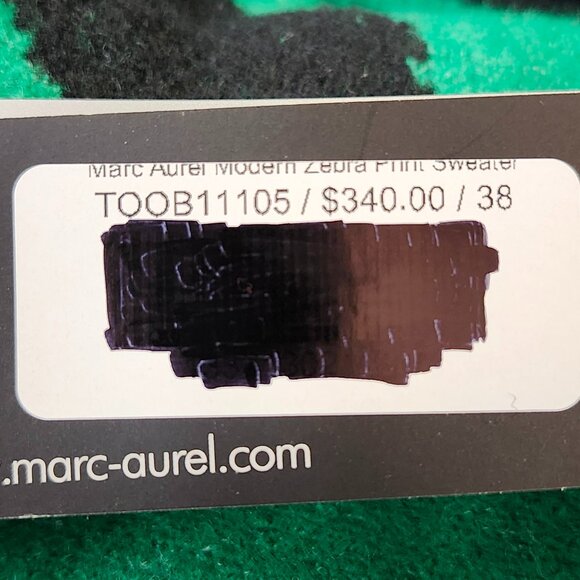 Marc Aurel Modern Zebra Print Sweater
TOOB11105 / $340.00 / 38
.marc-aurel.com